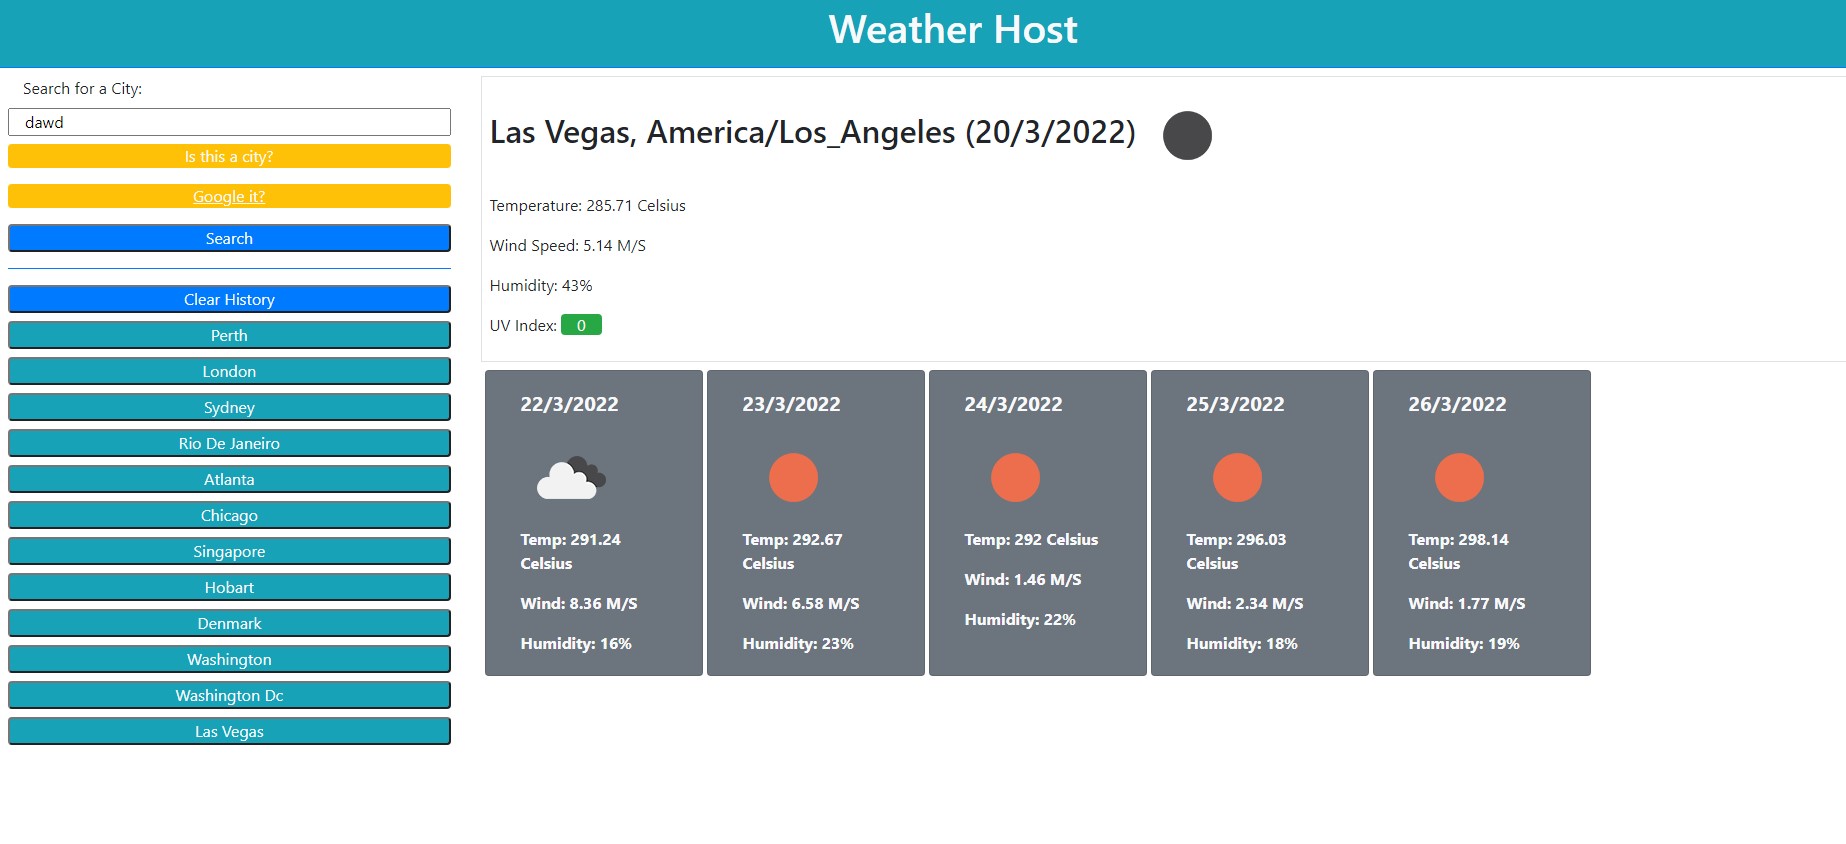 Weather Host
Search for a City:
dawd
Is this a city?
Google it?
Search
Clear History
Perth
London
Sydney
Rio De Janeiro
Atlanta
Chicago
Singapore
Hobart
Denmark
Washington
Washington Dc
Las Vegas
Las Vegas, America/Los_Angeles (20/3/2022)
Temperature: 285.71 Celsius
Wind Speed: 5.14 M/S
Humidity: 43%
UV Index: 0
22/3/2022
Temp: 291.24
Celsius
Wind: 8.36 M/S
Humidity: 16%
23/3/2022
Temp: 292.67
Celsius
Wind: 6.58 M/S
Humidity: 23%
24/3/2022
Temp: 292 Celsius
Wind: 1.46 M/S
Humidity: 22%
25/3/2022
Temp: 296.03
Celsius
Wind: 2.34 M/S
Humidity: 18%
26/3/2022
Temp: 298.14
Celsius
Wind: 1.77 M/S
Humidity: 19%